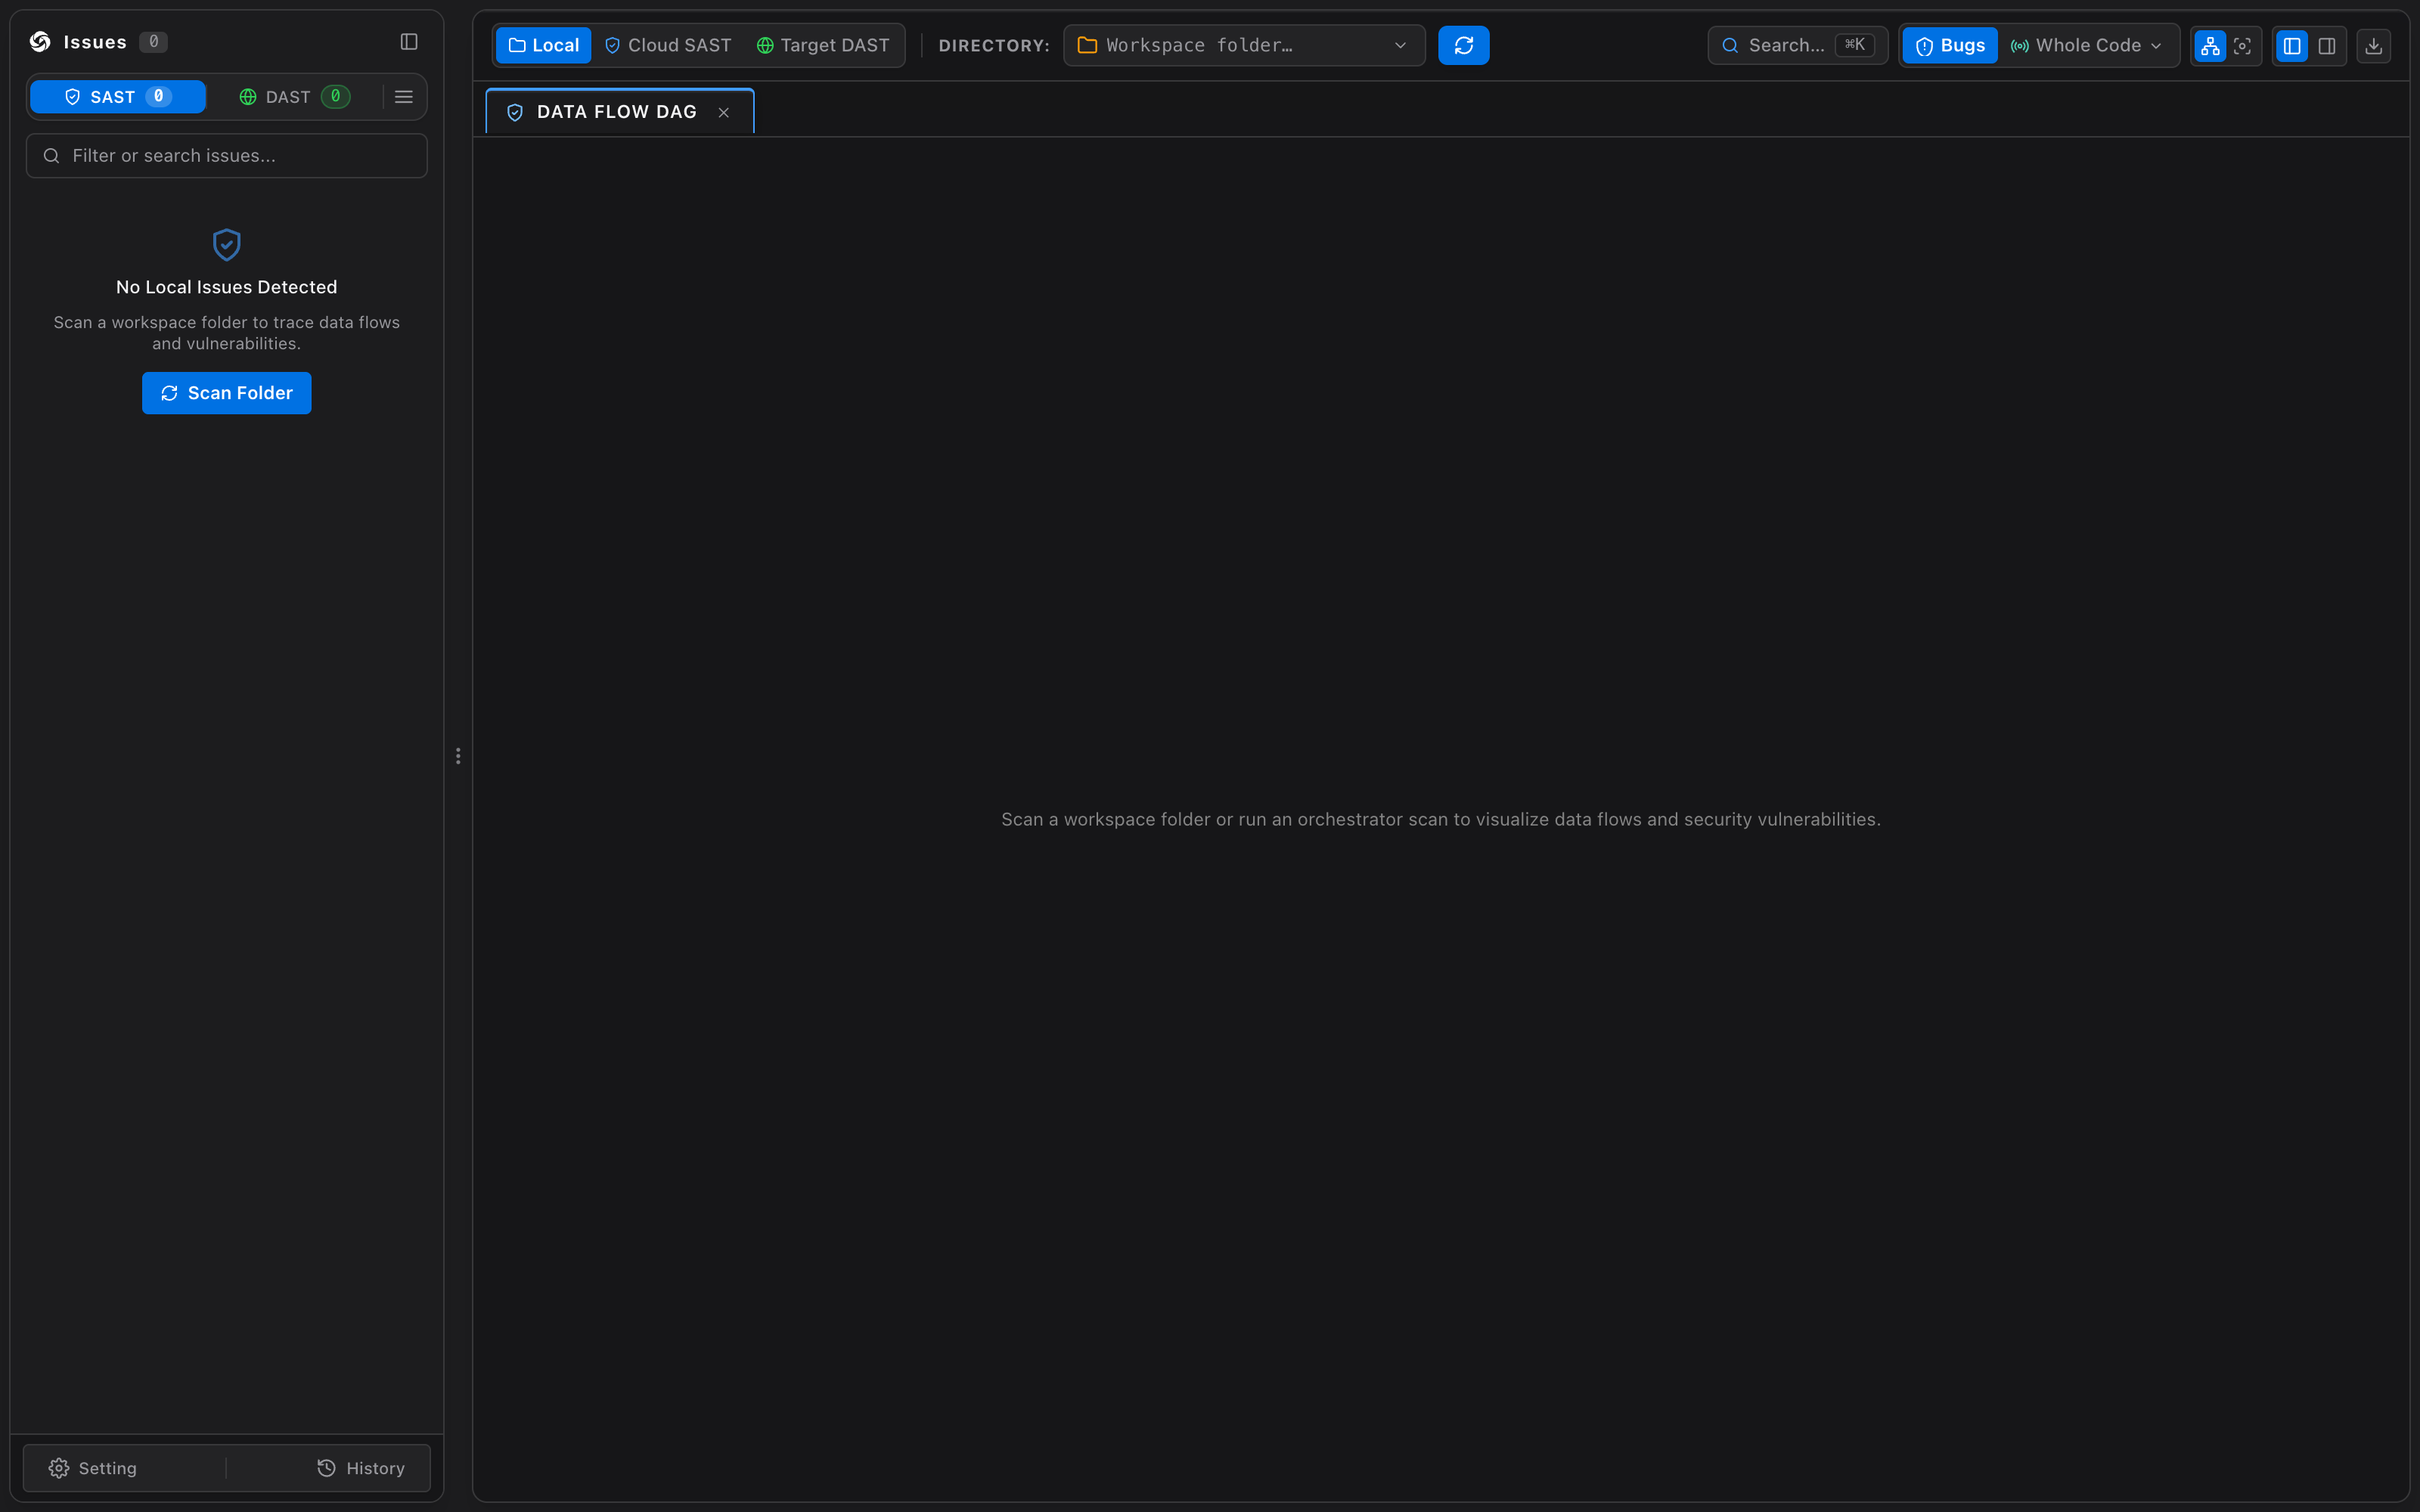 Issues 0
SAST 0 DAST 0
Filter or search issues...
No Local Issues Detected
Scan a workspace folder to trace data flows
and vulnerabilities.
Scan Folder
Setting History
Local Cloud SAST Target DAST DIRECTORY: Workspace folder… Search... ⌘K Bugs Whole Code
DATA FLOW DAG
Scan a workspace folder or run an orchestrator scan to visualize data flows and security vulnerabilities.